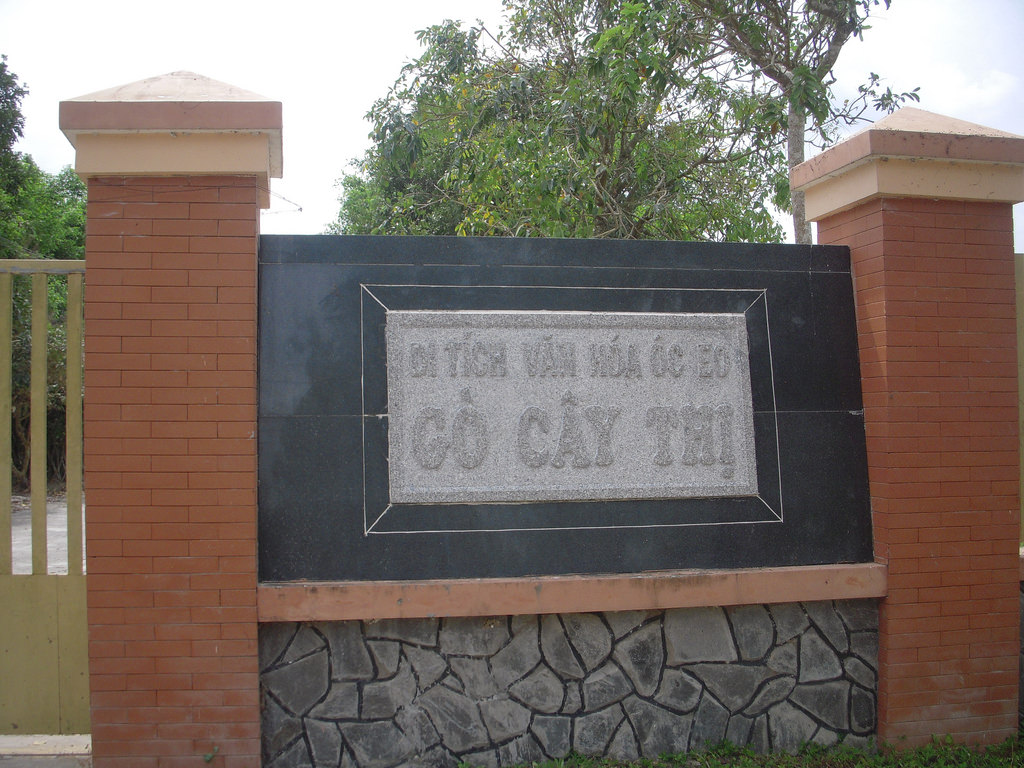 DI TÍCH VĂN HÓA ÓC EO
GÒ CÂY THỊ